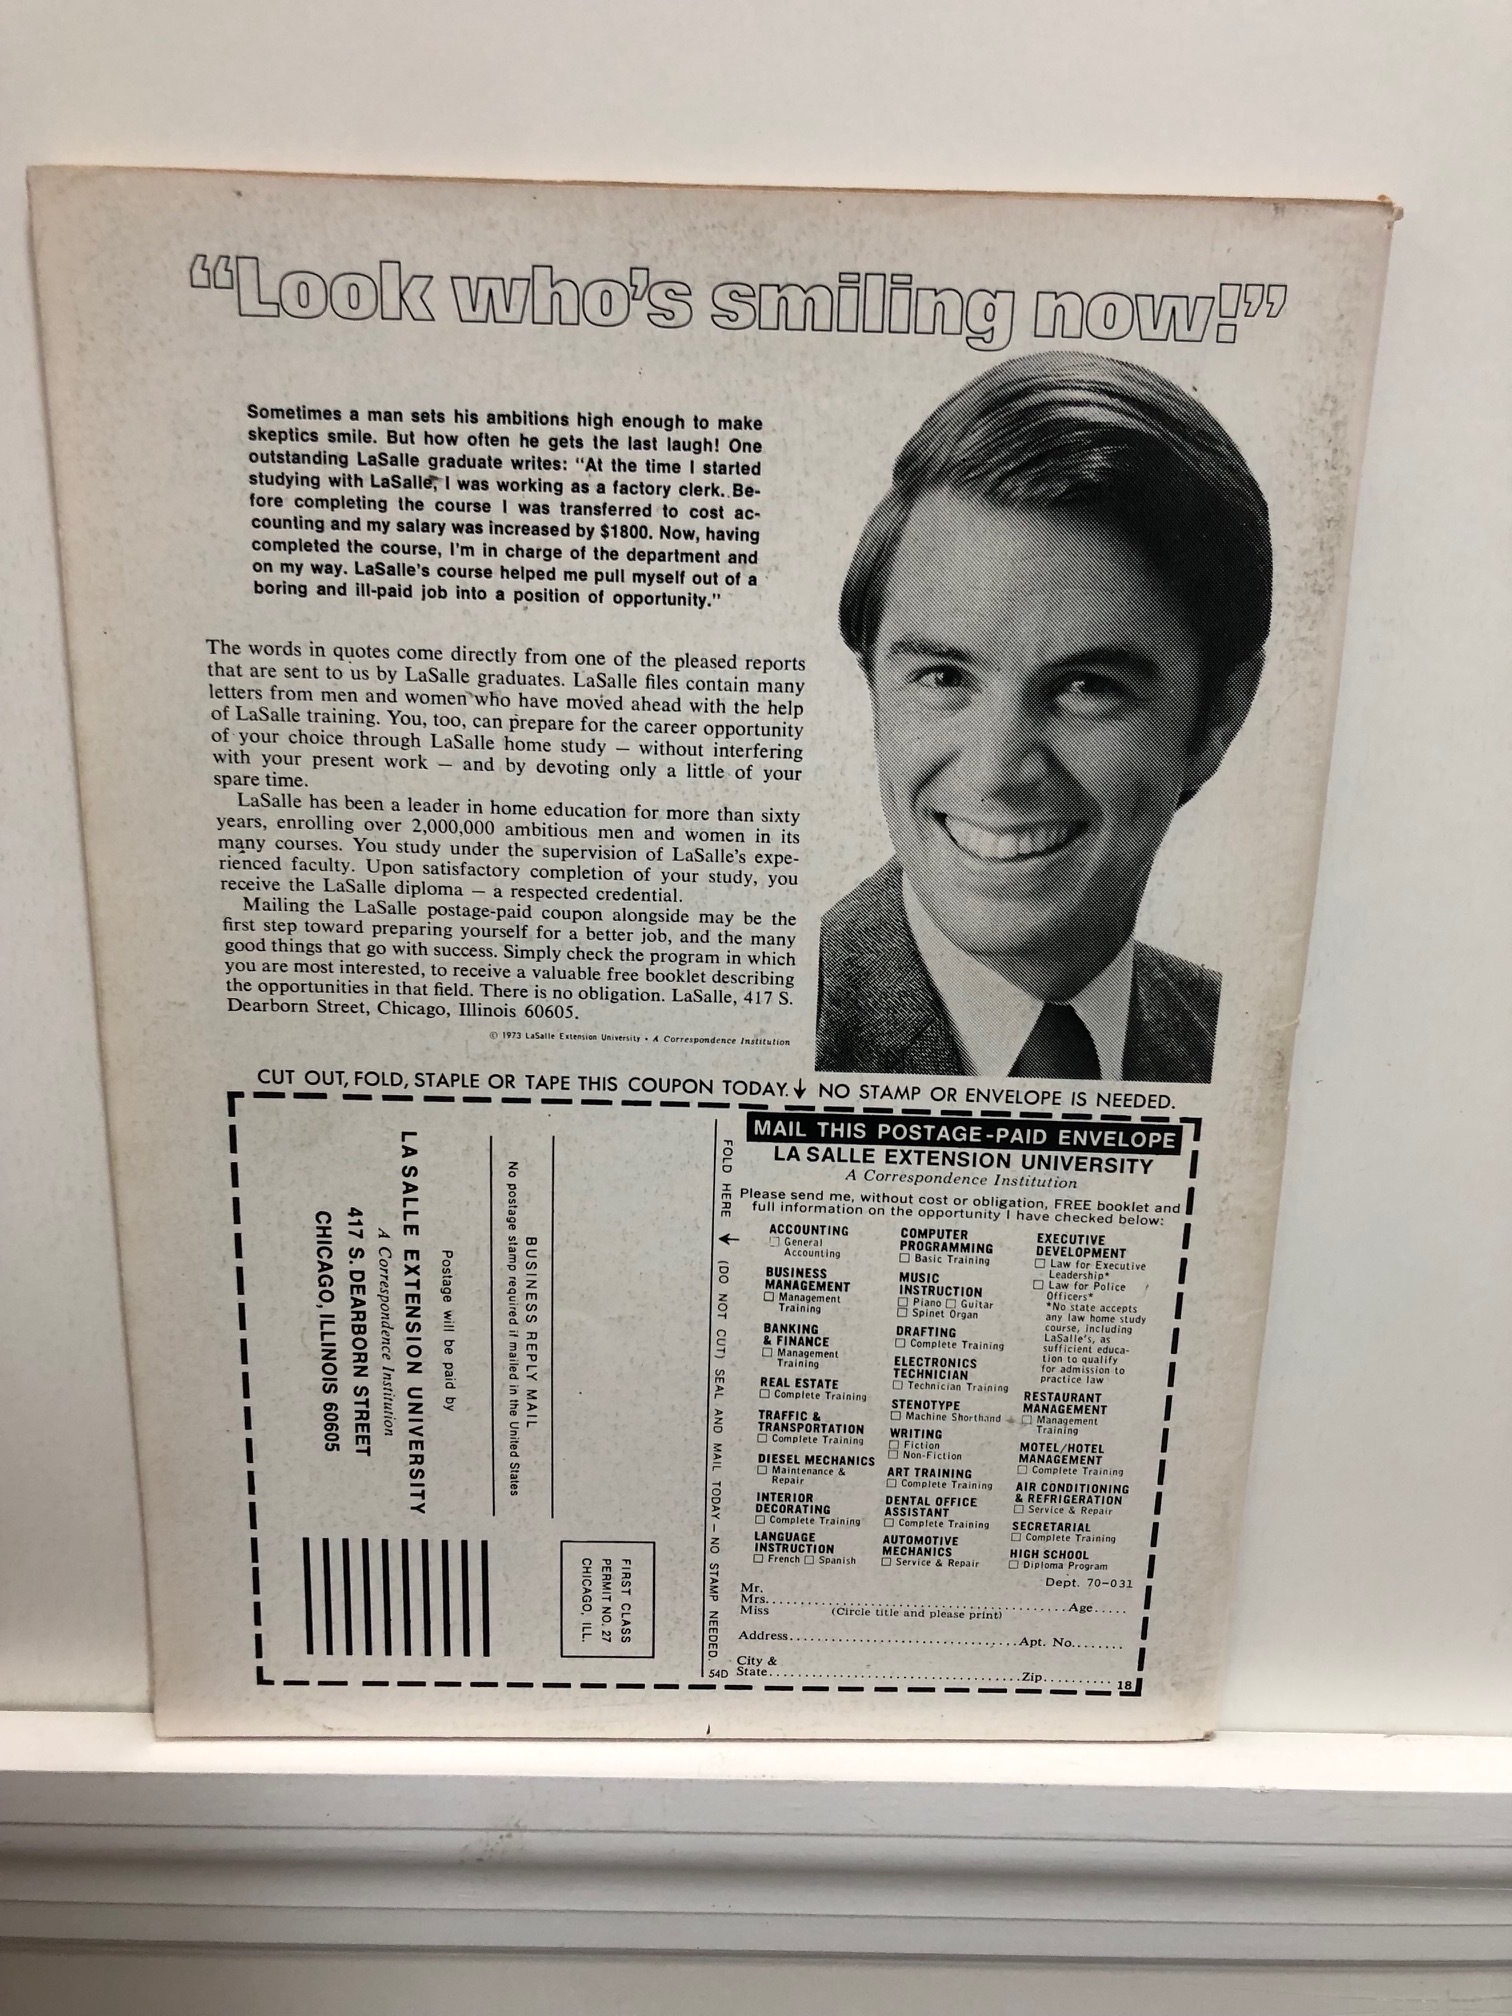 “Look who’s smiling now!”
Sometimes a man sets his ambitions high enough to make
skeptics smile. But how often he gets the last laugh! One
outstanding LaSalle graduate writes: “At the time I started
studying with LaSalle, I was working as a factory clerk. Be-
fore completing the course I was transferred to cost ac-
counting and my salary was increased by $1800. Now, having
completed the course, I’m in charge of the department and
on my way. LaSalle’s course helped me pull myself out of a
boring and ill-paid job into a position of opportunity.”
The words in quotes come directly from one of the pleased reports
that are sent to us by LaSalle graduates. LaSalle files contain many
letters from men and women who have moved ahead with the help
of LaSalle training. You, too, can prepare for the career opportunity
of your choice through LaSalle home study — without interfering
with your present work — and by devoting only a little of your
spare time.
LaSalle has been a leader in home education for more than sixty
years, enrolling over 2,000,000 ambitious men and women in its
many courses. You study under the supervision of LaSalle’s expe-
rienced faculty. Upon satisfactory completion of your study, you
receive the LaSalle diploma — a respected credential.
Mailing the LaSalle postage-paid coupon alongside may be the
first step toward preparing yourself for a better job, and the many
good things that go with success. Simply check the program in which
you are most interested, to receive a valuable free booklet describing
the opportunities in that field. There is no obligation. LaSalle, 417 S.
Dearborn Street, Chicago, Illinois 60605.
© 1973 LaSalle Extension University • A Correspondence Institution
CUT OUT, FOLD, STAPLE OR TAPE THIS COUPON TODAY. ↓ NO STAMP OR ENVELOPE IS NEEDED.
FIRST CLASS
PERMIT NO. 27
CHICAGO, ILL.
BUSINESS REPLY MAIL
No postage stamp required if mailed in the United States
Postage will be paid by
LA SALLE EXTENSION UNIVERSITY
A Correspondence Institution
417 S. DEARBORN STREET
CHICAGO, ILLINOIS 60605
FOLD HERE → (DO NOT CUT) SEAL AND MAIL TODAY — NO STAMP NEEDED.
54D
MAIL THIS POSTAGE-PAID ENVELOPE
LA SALLE EXTENSION UNIVERSITY
A Correspondence Institution
Please send me, without cost or obligation, FREE booklet and
full information on the opportunity I have checked below:
ACCOUNTING
☐ General
Accounting
BUSINESS
MANAGEMENT
☐ Management
Training
BANKING
& FINANCE
☐ Management
Training
REAL ESTATE
☐ Complete Training
TRAFFIC &
TRANSPORTATION
☐ Complete Training
DIESEL MECHANICS
☐ Maintenance &
Repair
INTERIOR
DECORATING
☐ Complete Training
LANGUAGE
INSTRUCTION
☐ French ☐ Spanish
COMPUTER
PROGRAMMING
☐ Basic Training
MUSIC
INSTRUCTION
☐ Piano ☐ Guitar
☐ Spinet Organ
DRAFTING
☐ Complete Training
ELECTRONICS
TECHNICIAN
☐ Technician Training
STENOTYPE
☐ Machine Shorthand
WRITING
☐ Fiction
☐ Non-Fiction
ART TRAINING
☐ Complete Training
DENTAL OFFICE
ASSISTANT
☐ Complete Training
AUTOMOTIVE
MECHANICS
☐ Service & Repair
EXECUTIVE
DEVELOPMENT
☐ Law for Executive
Leadership*
☐ Law for Police
Officers*
*No state accepts
any law home study
course, including
LaSalle's, as
sufficient educa-
tion to qualify
for admission to
practice law
RESTAURANT
MANAGEMENT
☐ Management
Training
MOTEL/HOTEL
MANAGEMENT
☐ Complete Training
AIR CONDITIONING
& REFRIGERATION
☐ Service & Repair
SECRETARIAL
☐ Complete Training
HIGH SCHOOL
☐ Diploma Program
Dept. 70-031
Mr.
Mrs. ........ Age.....
Miss (Circle title and please print)
Address ........ Apt. No........
City &
State ........ Zip..........
18